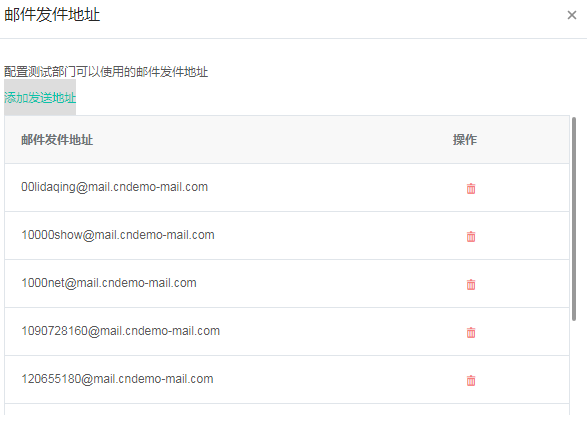 邮件发件地址
配置测试部门可以使用的邮件发件地址
添加发送地址
邮件发件地址 操作
00lidaqing@mail.cndemo-mail.com
10000show@mail.cndemo-mail.com
1000net@mail.cndemo-mail.com
1090728160@mail.cndemo-mail.com
120655180@mail.cndemo-mail.com